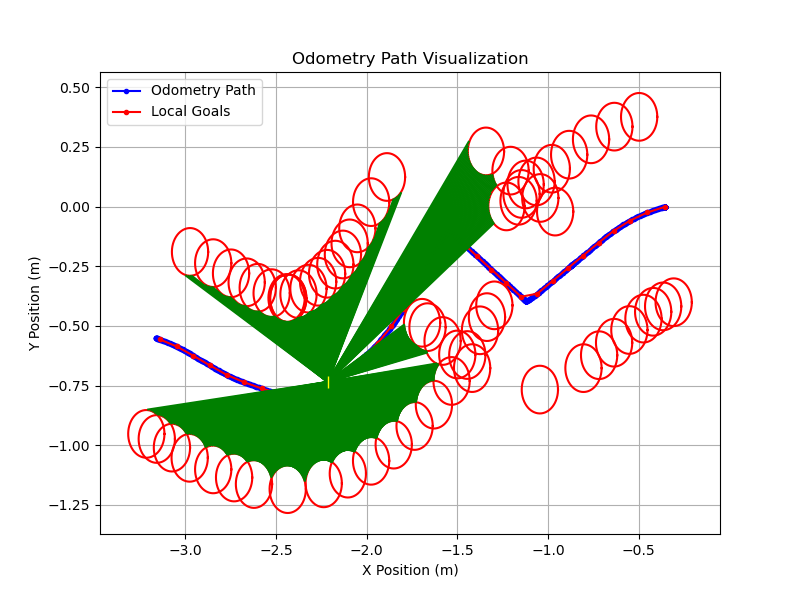 Odometry Path Visualization
Odometry Path
Local Goals
0.50
0.25
0.00
−0.25
−0.50
−0.75
−1.00
−1.25
Y Position (m)
−3.0 −2.5 −2.0 −1.5 −1.0 −0.5
X Position (m)